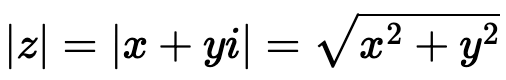 |z| = |x + yi| = √(x² + y²)